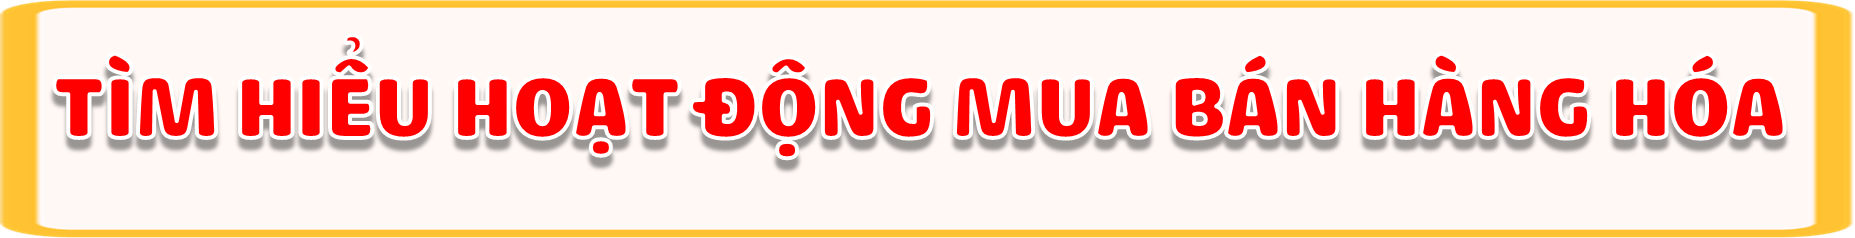 TÌM HIỂU HOẠT ĐỘNG MUA BÁN HÀNG HÓA